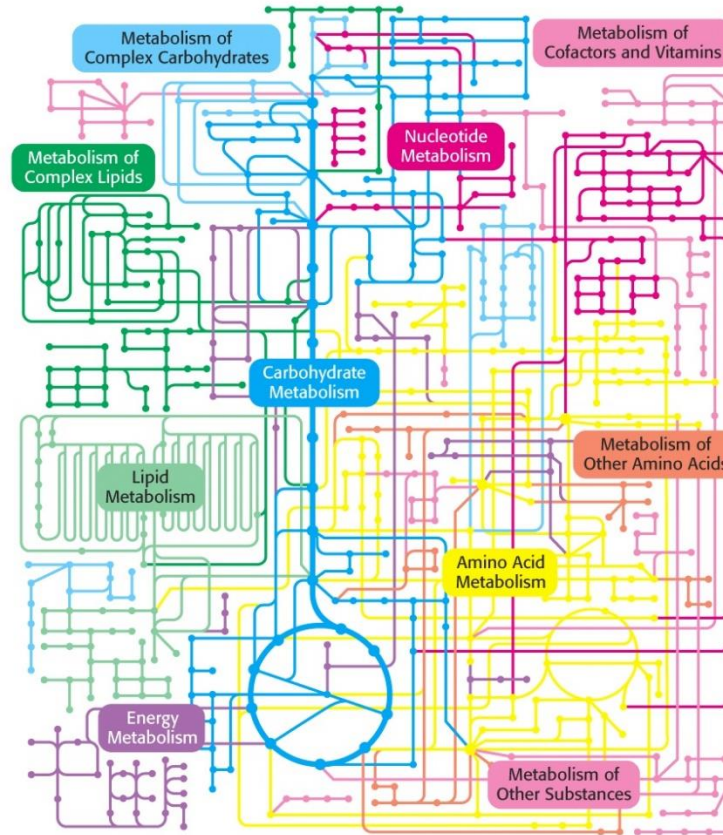 Metabolism of
Complex Carbohydrates
Metabolism of
Cofactors and Vitamins
Nucleotide
Metabolism
Metabolism of
Complex Lipids
Carbohydrate
Metabolism
Metabolism of
Other Amino Acids
Lipid
Metabolism
Amino Acid
Metabolism
Energy
Metabolism
Metabolism of
Other Substances